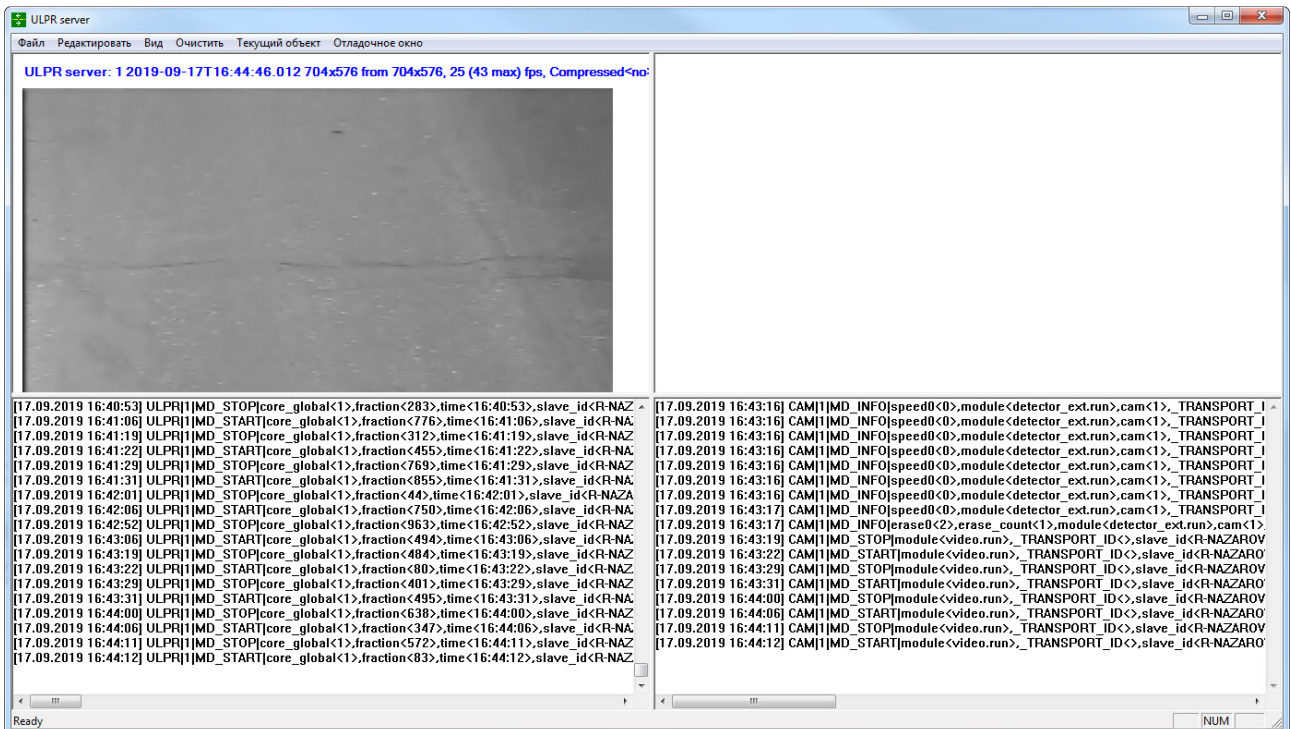 ULPR server
Файл Редактировать Вид Очистить Текущий объект Отладочное окно
ULPR server: 1 2019-09-17T16:44:46.012 704x576 from 704x576, 25 (43 max) fps, Compressed<no>
[17.09.2019 16:40:53] ULPR|1|MD_STOP|core_global<1>,fraction<283>,time<16:40:53>,slave_id<R-NAZ
[17.09.2019 16:41:06] ULPR|1|MD_START|core_global<1>,fraction<776>,time<16:41:06>,slave_id<R-NA
[17.09.2019 16:41:19] ULPR|1|MD_STOP|core_global<1>,fraction<312>,time<16:41:19>,slave_id<R-NAZ
[17.09.2019 16:41:22] ULPR|1|MD_START|core_global<1>,fraction<455>,time<16:41:22>,slave_id<R-NA
[17.09.2019 16:41:29] ULPR|1|MD_STOP|core_global<1>,fraction<769>,time<16:41:29>,slave_id<R-NAZ
[17.09.2019 16:41:31] ULPR|1|MD_START|core_global<1>,fraction<855>,time<16:41:31>,slave_id<R-NA
[17.09.2019 16:42:01] ULPR|1|MD_STOP|core_global<1>,fraction<44>,time<16:42:01>,slave_id<R-NAZA
[17.09.2019 16:42:06] ULPR|1|MD_START|core_global<1>,fraction<750>,time<16:42:06>,slave_id<R-NA
[17.09.2019 16:42:52] ULPR|1|MD_STOP|core_global<1>,fraction<963>,time<16:42:52>,slave_id<R-NAZ
[17.09.2019 16:43:06] ULPR|1|MD_START|core_global<1>,fraction<494>,time<16:43:06>,slave_id<R-NA
[17.09.2019 16:43:19] ULPR|1|MD_STOP|core_global<1>,fraction<484>,time<16:43:19>,slave_id<R-NAZ
[17.09.2019 16:43:22] ULPR|1|MD_START|core_global<1>,fraction<80>,time<16:43:22>,slave_id<R-NAZ
[17.09.2019 16:43:29] ULPR|1|MD_STOP|core_global<1>,fraction<401>,time<16:43:29>,slave_id<R-NAZ
[17.09.2019 16:43:31] ULPR|1|MD_START|core_global<1>,fraction<495>,time<16:43:31>,slave_id<R-NA
[17.09.2019 16:44:00] ULPR|1|MD_STOP|core_global<1>,fraction<638>,time<16:44:00>,slave_id<R-NAZ
[17.09.2019 16:44:06] ULPR|1|MD_START|core_global<1>,fraction<347>,time<16:44:06>,slave_id<R-NA
[17.09.2019 16:44:11] ULPR|1|MD_STOP|core_global<1>,fraction<572>,time<16:44:11>,slave_id<R-NAZ
[17.09.2019 16:44:12] ULPR|1|MD_START|core_global<1>,fraction<83>,time<16:44:12>,slave_id<R-NAZ
[17.09.2019 16:43:16] CAM|1|MD_INFO|speed0<0>,module<detector_ext.run>,cam<1>,_TRANSPORT_I
[17.09.2019 16:43:16] CAM|1|MD_INFO|speed0<0>,module<detector_ext.run>,cam<1>,_TRANSPORT_I
[17.09.2019 16:43:16] CAM|1|MD_INFO|speed0<0>,module<detector_ext.run>,cam<1>,_TRANSPORT_I
[17.09.2019 16:43:16] CAM|1|MD_INFO|speed0<0>,module<detector_ext.run>,cam<1>,_TRANSPORT_I
[17.09.2019 16:43:16] CAM|1|MD_INFO|speed0<0>,module<detector_ext.run>,cam<1>,_TRANSPORT_I
[17.09.2019 16:43:16] CAM|1|MD_INFO|speed0<0>,module<detector_ext.run>,cam<1>,_TRANSPORT_I
[17.09.2019 16:43:16] CAM|1|MD_INFO|speed0<0>,module<detector_ext.run>,cam<1>,_TRANSPORT_I
[17.09.2019 16:43:17] CAM|1|MD_INFO|speed0<0>,module<detector_ext.run>,cam<1>,_TRANSPORT_I
[17.09.2019 16:43:17] CAM|1|MD_INFO|erase0<2>,erase_count<1>,module<detector_ext.run>,cam<1>,
[17.09.2019 16:43:19] CAM|1|MD_STOP|module<video.run>,_TRANSPORT_ID<>,slave_id<R-NAZAROV
[17.09.2019 16:43:22] CAM|1|MD_START|module<video.run>,_TRANSPORT_ID<>,slave_id<R-NAZARO
[17.09.2019 16:43:29] CAM|1|MD_STOP|module<video.run>,_TRANSPORT_ID<>,slave_id<R-NAZAROV
[17.09.2019 16:43:31] CAM|1|MD_START|module<video.run>,_TRANSPORT_ID<>,slave_id<R-NAZARO
[17.09.2019 16:44:00] CAM|1|MD_STOP|module<video.run>,_TRANSPORT_ID<>,slave_id<R-NAZAROV
[17.09.2019 16:44:06] CAM|1|MD_START|module<video.run>,_TRANSPORT_ID<>,slave_id<R-NAZARO
[17.09.2019 16:44:11] CAM|1|MD_STOP|module<video.run>,_TRANSPORT_ID<>,slave_id<R-NAZAROV
[17.09.2019 16:44:12] CAM|1|MD_START|module<video.run>,_TRANSPORT_ID<>,slave_id<R-NAZARO
Ready
NUM